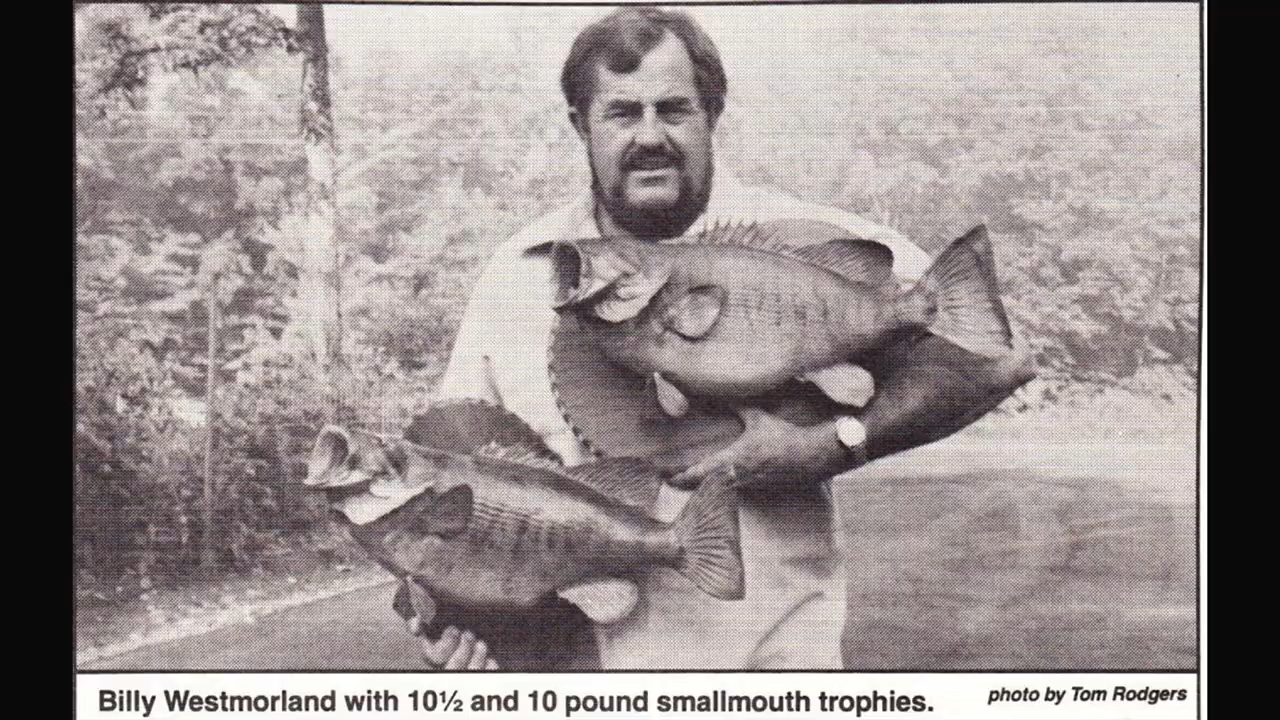 Billy Westmorland with 10½ and 10 pound smallmouth trophies.
photo by Tom Rodgers